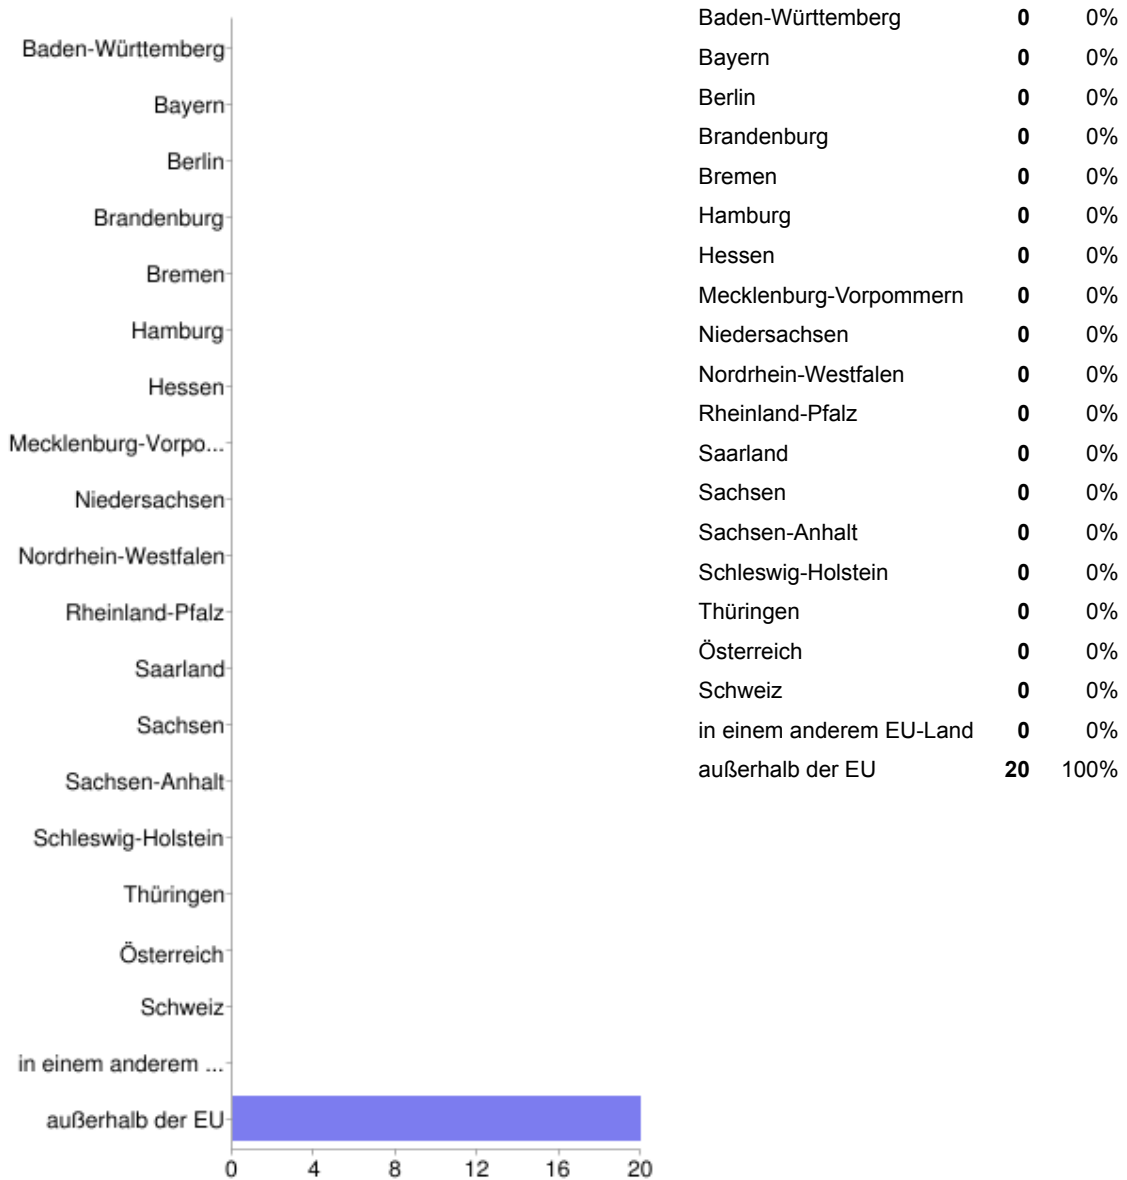 Baden-Württemberg
Bayern
Berlin
Brandenburg
Bremen
Hamburg
Hessen
Mecklenburg-Vorpo...
Niedersachsen
Nordrhein-Westfalen
Rheinland-Pfalz
Saarland
Sachsen
Sachsen-Anhalt
Schleswig-Holstein
Thüringen
Österreich
Schweiz
in einem anderem ...
außerhalb der EU
0 4 8 12 16 20
Baden-Württemberg 0 0%
Bayern 0 0%
Berlin 0 0%
Brandenburg 0 0%
Bremen 0 0%
Hamburg 0 0%
Hessen 0 0%
Mecklenburg-Vorpommern 0 0%
Niedersachsen 0 0%
Nordrhein-Westfalen 0 0%
Rheinland-Pfalz 0 0%
Saarland 0 0%
Sachsen 0 0%
Sachsen-Anhalt 0 0%
Schleswig-Holstein 0 0%
Thüringen 0 0%
Österreich 0 0%
Schweiz 0 0%
in einem anderem EU-Land 0 0%
außerhalb der EU 20 100%